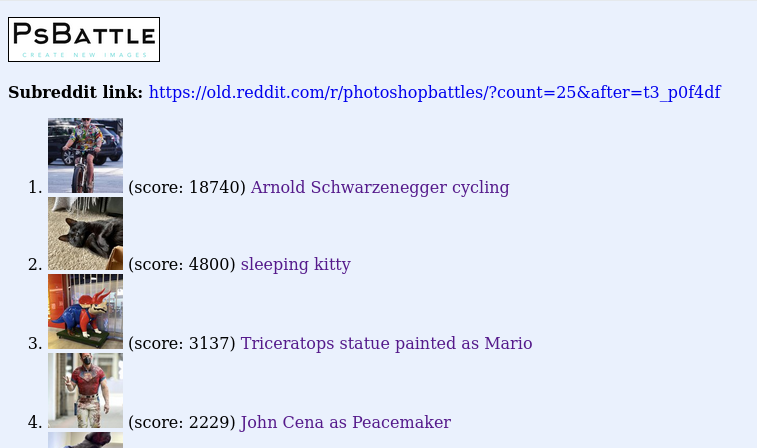 PSBATTLE
CREATE NEW IMAGES
Subreddit link: https://old.reddit.com/r/photoshopbattles/?count=25&after=t3_p0f4df
1. (score: 18740) Arnold Schwarzenegger cycling
2. (score: 4800) sleeping kitty
3. (score: 3137) Triceratops statue painted as Mario
4. (score: 2229) John Cena as Peacemaker